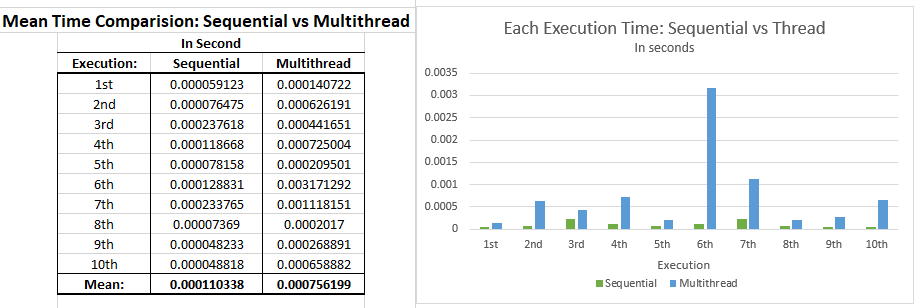 Mean Time Comparision: Sequential vs Multithread
In Second
Execution: Sequential Multithread
1st 0.000059123 0.000140722
2nd 0.000076475 0.000626191
3rd 0.000237618 0.000441651
4th 0.000118668 0.000725004
5th 0.000078158 0.000209501
6th 0.000128831 0.003171292
7th 0.000233765 0.001118151
8th 0.00007369 0.0002017
9th 0.000048233 0.000268891
10th 0.000048818 0.000658882
Mean: 0.000110338 0.000756199
Each Execution Time: Sequential vs Thread
In seconds
0.0035
0.003
0.0025
0.002
0.0015
0.001
0.0005
0
1st 2nd 3rd 4th 5th 6th 7th 8th 9th 10th
Execution
Sequential Multithread